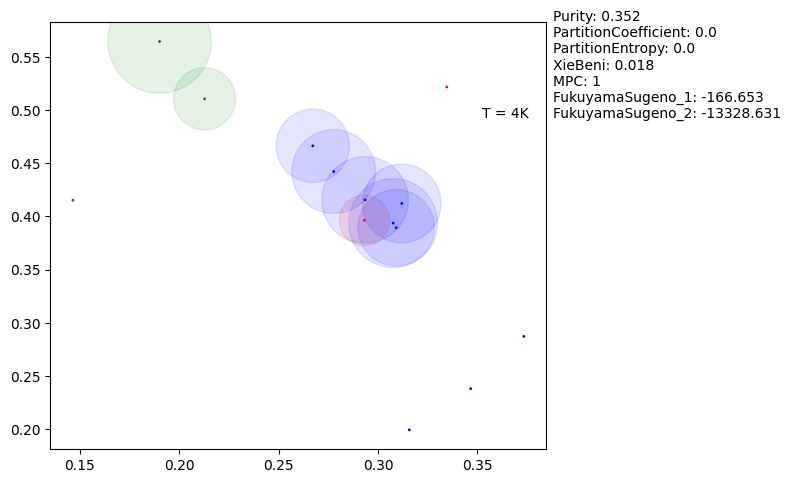 Purity: 0.352
PartitionCoefficient: 0.0
PartitionEntropy: 0.0
XieBeni: 0.018
MPC: 1
FukuyamaSugeno_1: -166.653
FukuyamaSugeno_2: -13328.631
T = 4K
0.55
0.50
0.45
0.40
0.35
0.30
0.25
0.20
0.15 0.20 0.25 0.30 0.35